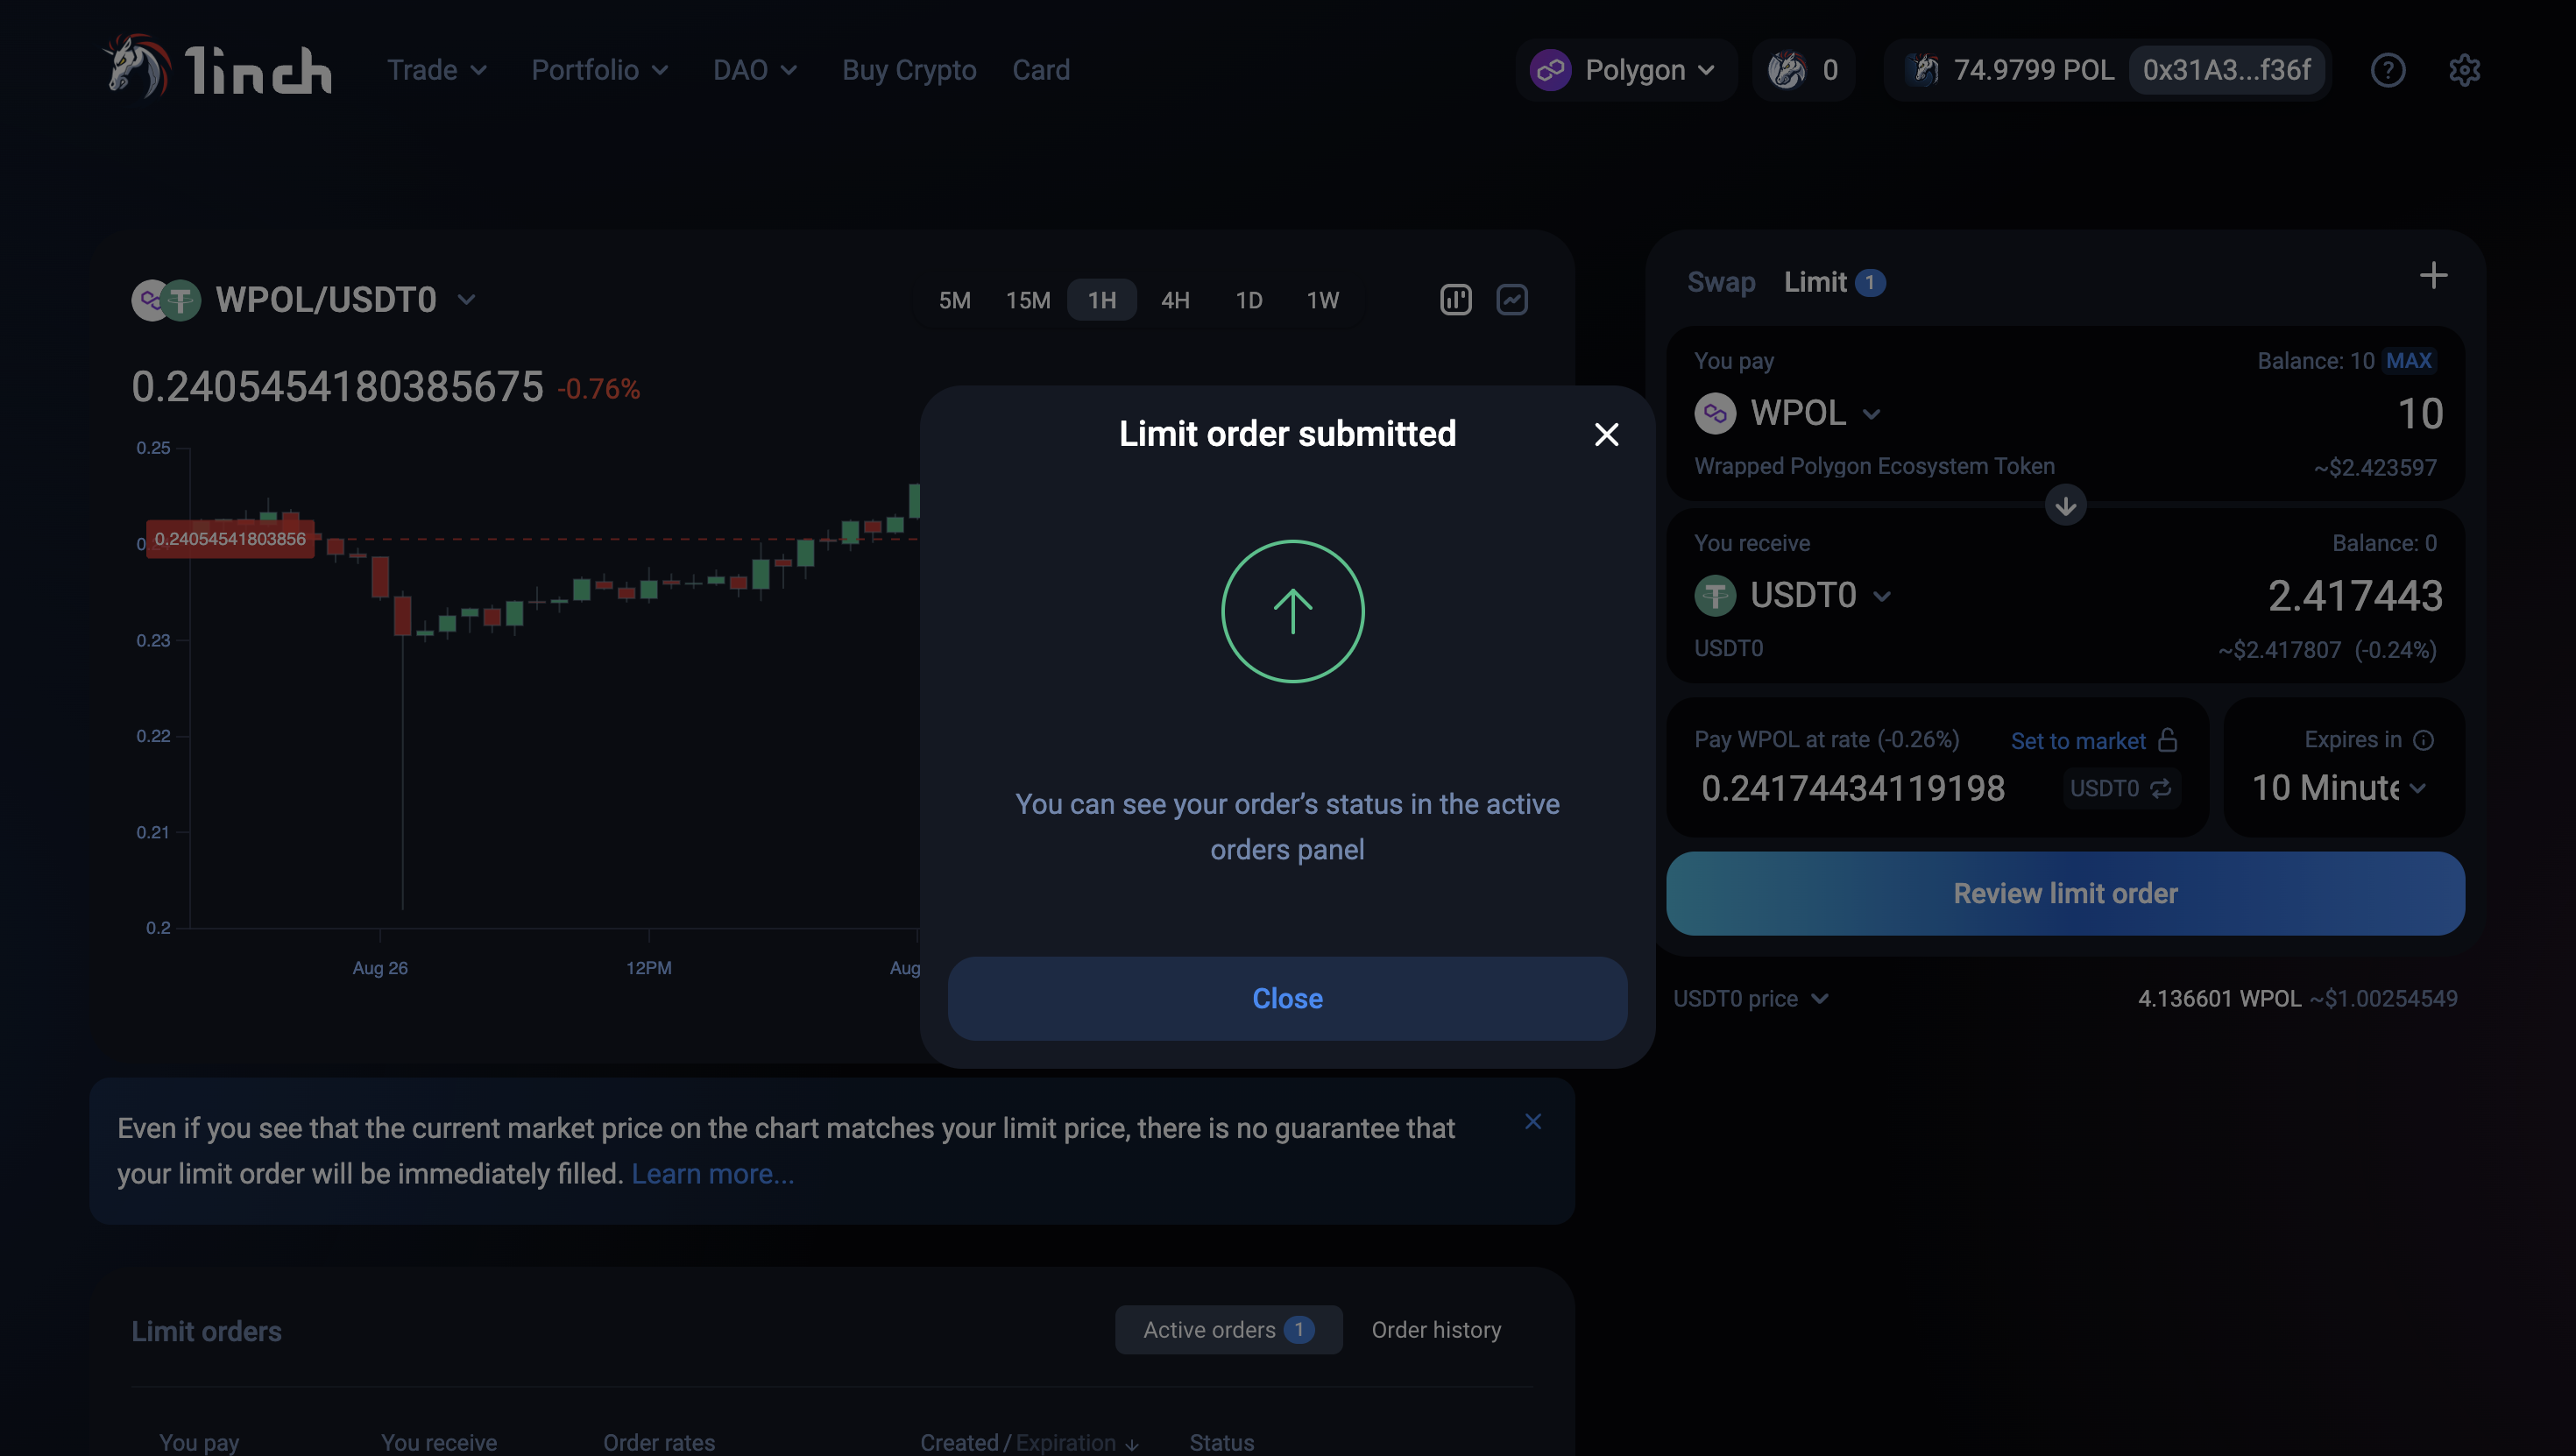 1inch Trade Portfolio DAO Buy Crypto Card Polygon 0 74.9799 POL 0x31A3...f36f
WPOL/USDT0 5M 15M 1H 4H 1D 1W
0.2405454180385675 -0.76%
0.25
0.24054541803856
0.23
0.22
0.21
0.2
Aug 26 12PM Aug
Limit order submitted
You can see your order’s status in the active
orders panel
Close
Swap Limit 1
You pay Balance: 10 MAX
WPOL 10
Wrapped Polygon Ecosystem Token ~$2.423597
You receive Balance: 0
USDT0 2.417443
USDT0 ~$2.417807 (-0.24%)
Pay WPOL at rate (-0.26%) Set to market Expires in
0.24174434119198 USDT0 10 Minute
Review limit order
USDT0 price 4.136601 WPOL ~$1.00254549
Even if you see that the current market price on the chart matches your limit price, there is no guarantee that
your limit order will be immediately filled. Learn more...
Limit orders Active orders 1 Order history
You pay You receive Order rates Created / Expiration Status